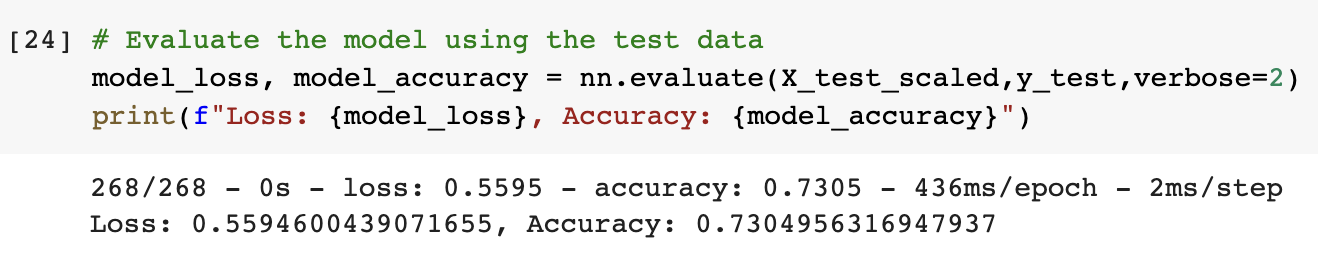 [24] # Evaluate the model using the test data
model_loss, model_accuracy = nn.evaluate(X_test_scaled,y_test,verbose=2)
print(f"Loss: {model_loss}, Accuracy: {model_accuracy}")
268/268 - 0s - loss: 0.5595 - accuracy: 0.7305 - 436ms/epoch - 2ms/step
Loss: 0.5594600439071655, Accuracy: 0.7304956316947937